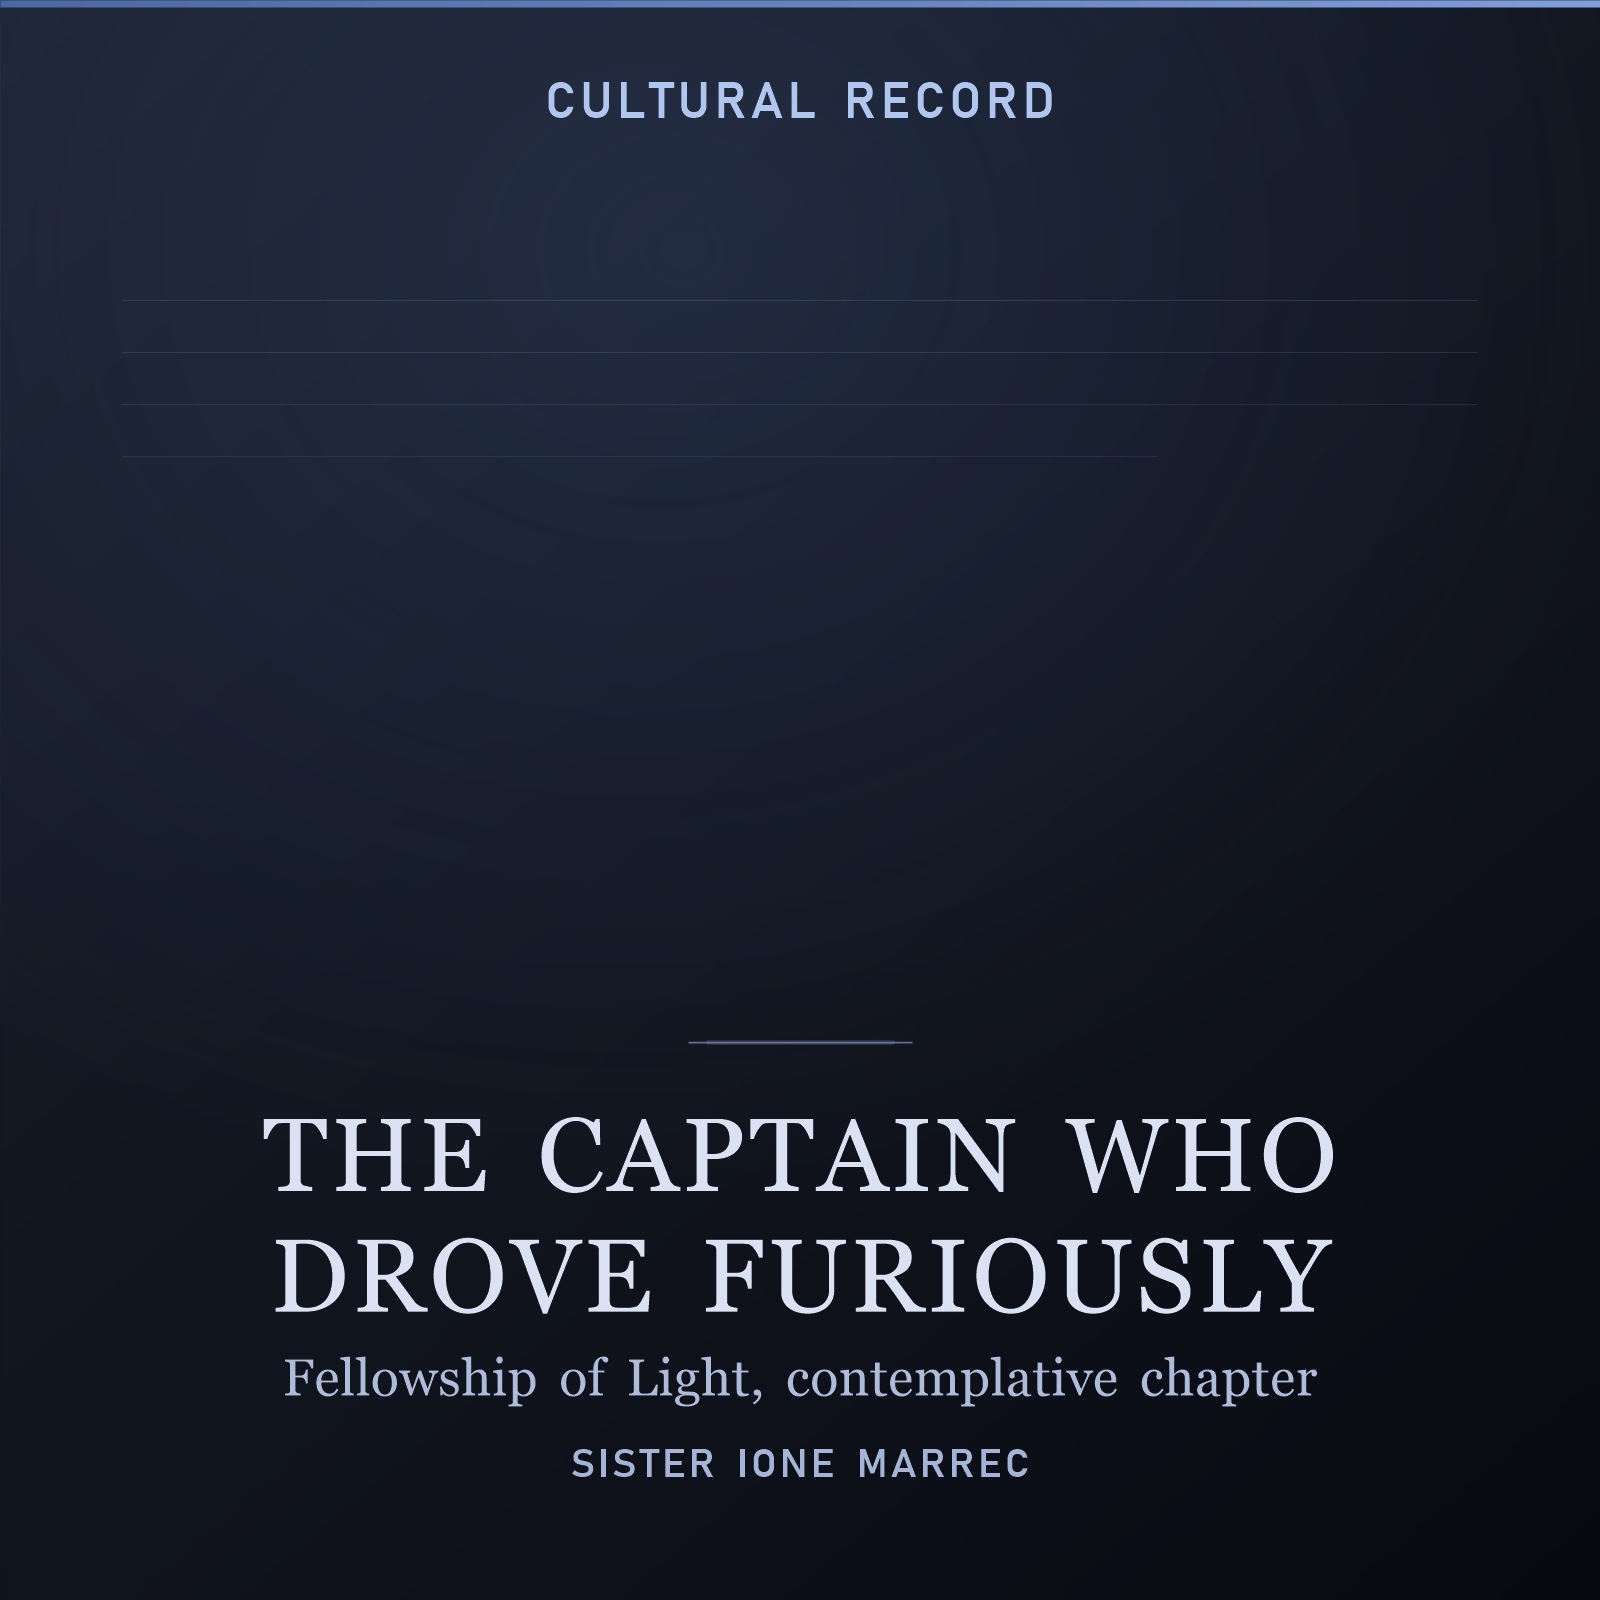 CULTURAL RECORD
THE CAPTAIN WHO
DROVE FURIOUSLY
Fellowship of Light, contemplative chapter
SISTER IONE MARREC